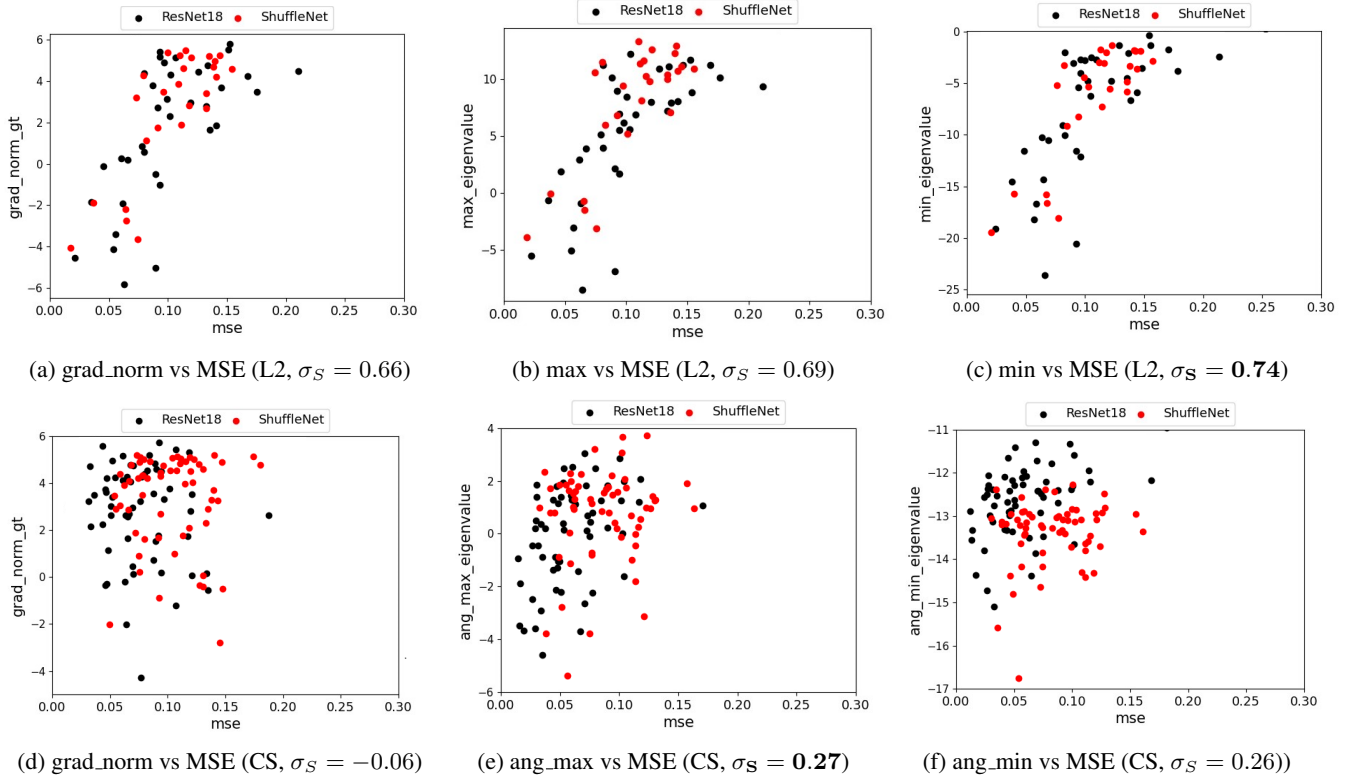 ResNet18 ShuffleNet
grad_norm_gt
6
4
2
0
−2
−4
−6
0.00 0.05 0.10 0.15 0.20 0.25 0.30
mse
(a) grad_norm vs MSE (L2, σS = 0.66)
ResNet18 ShuffleNet
max_eigenvalue
10
5
0
−5
0.00 0.05 0.10 0.15 0.20 0.25 0.30
mse
(b) max vs MSE (L2, σS = 0.69)
ResNet18 ShuffleNet
min_eigenvalue
0
−5
−10
−15
−20
−25
0.00 0.05 0.10 0.15 0.20 0.25 0.30
mse
(c) min vs MSE (L2, σS = 0.74)
ResNet18 ShuffleNet
grad_norm_gt
6
4
2
0
−2
−4
0.00 0.05 0.10 0.15 0.20 0.25 0.30
mse
(d) grad_norm vs MSE (CS, σS = −0.06)
ResNet18 ShuffleNet
ang_max_eigenvalue
4
2
0
−2
−4
−6
0.00 0.05 0.10 0.15 0.20 0.25 0.30
mse
(e) ang_max vs MSE (CS, σS = 0.27)
ResNet18 ShuffleNet
ang_min_eigenvalue
−11
−12
−13
−14
−15
−16
−17
0.00 0.05 0.10 0.15 0.20 0.25 0.30
mse
(f) ang_min vs MSE (CS, σS = 0.26))